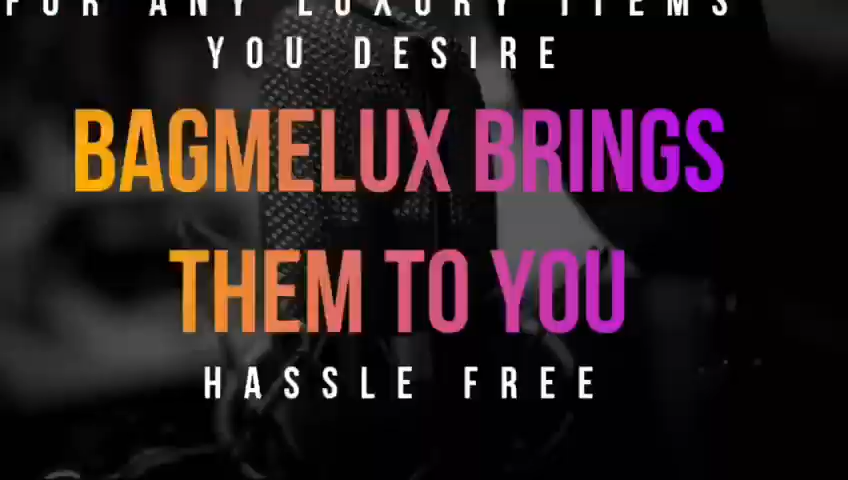 FOR ANY LUXURY ITEMS
YOU DESIRE
BAGMELUX BRINGS
THEM TO YOU
HASSLE FREE